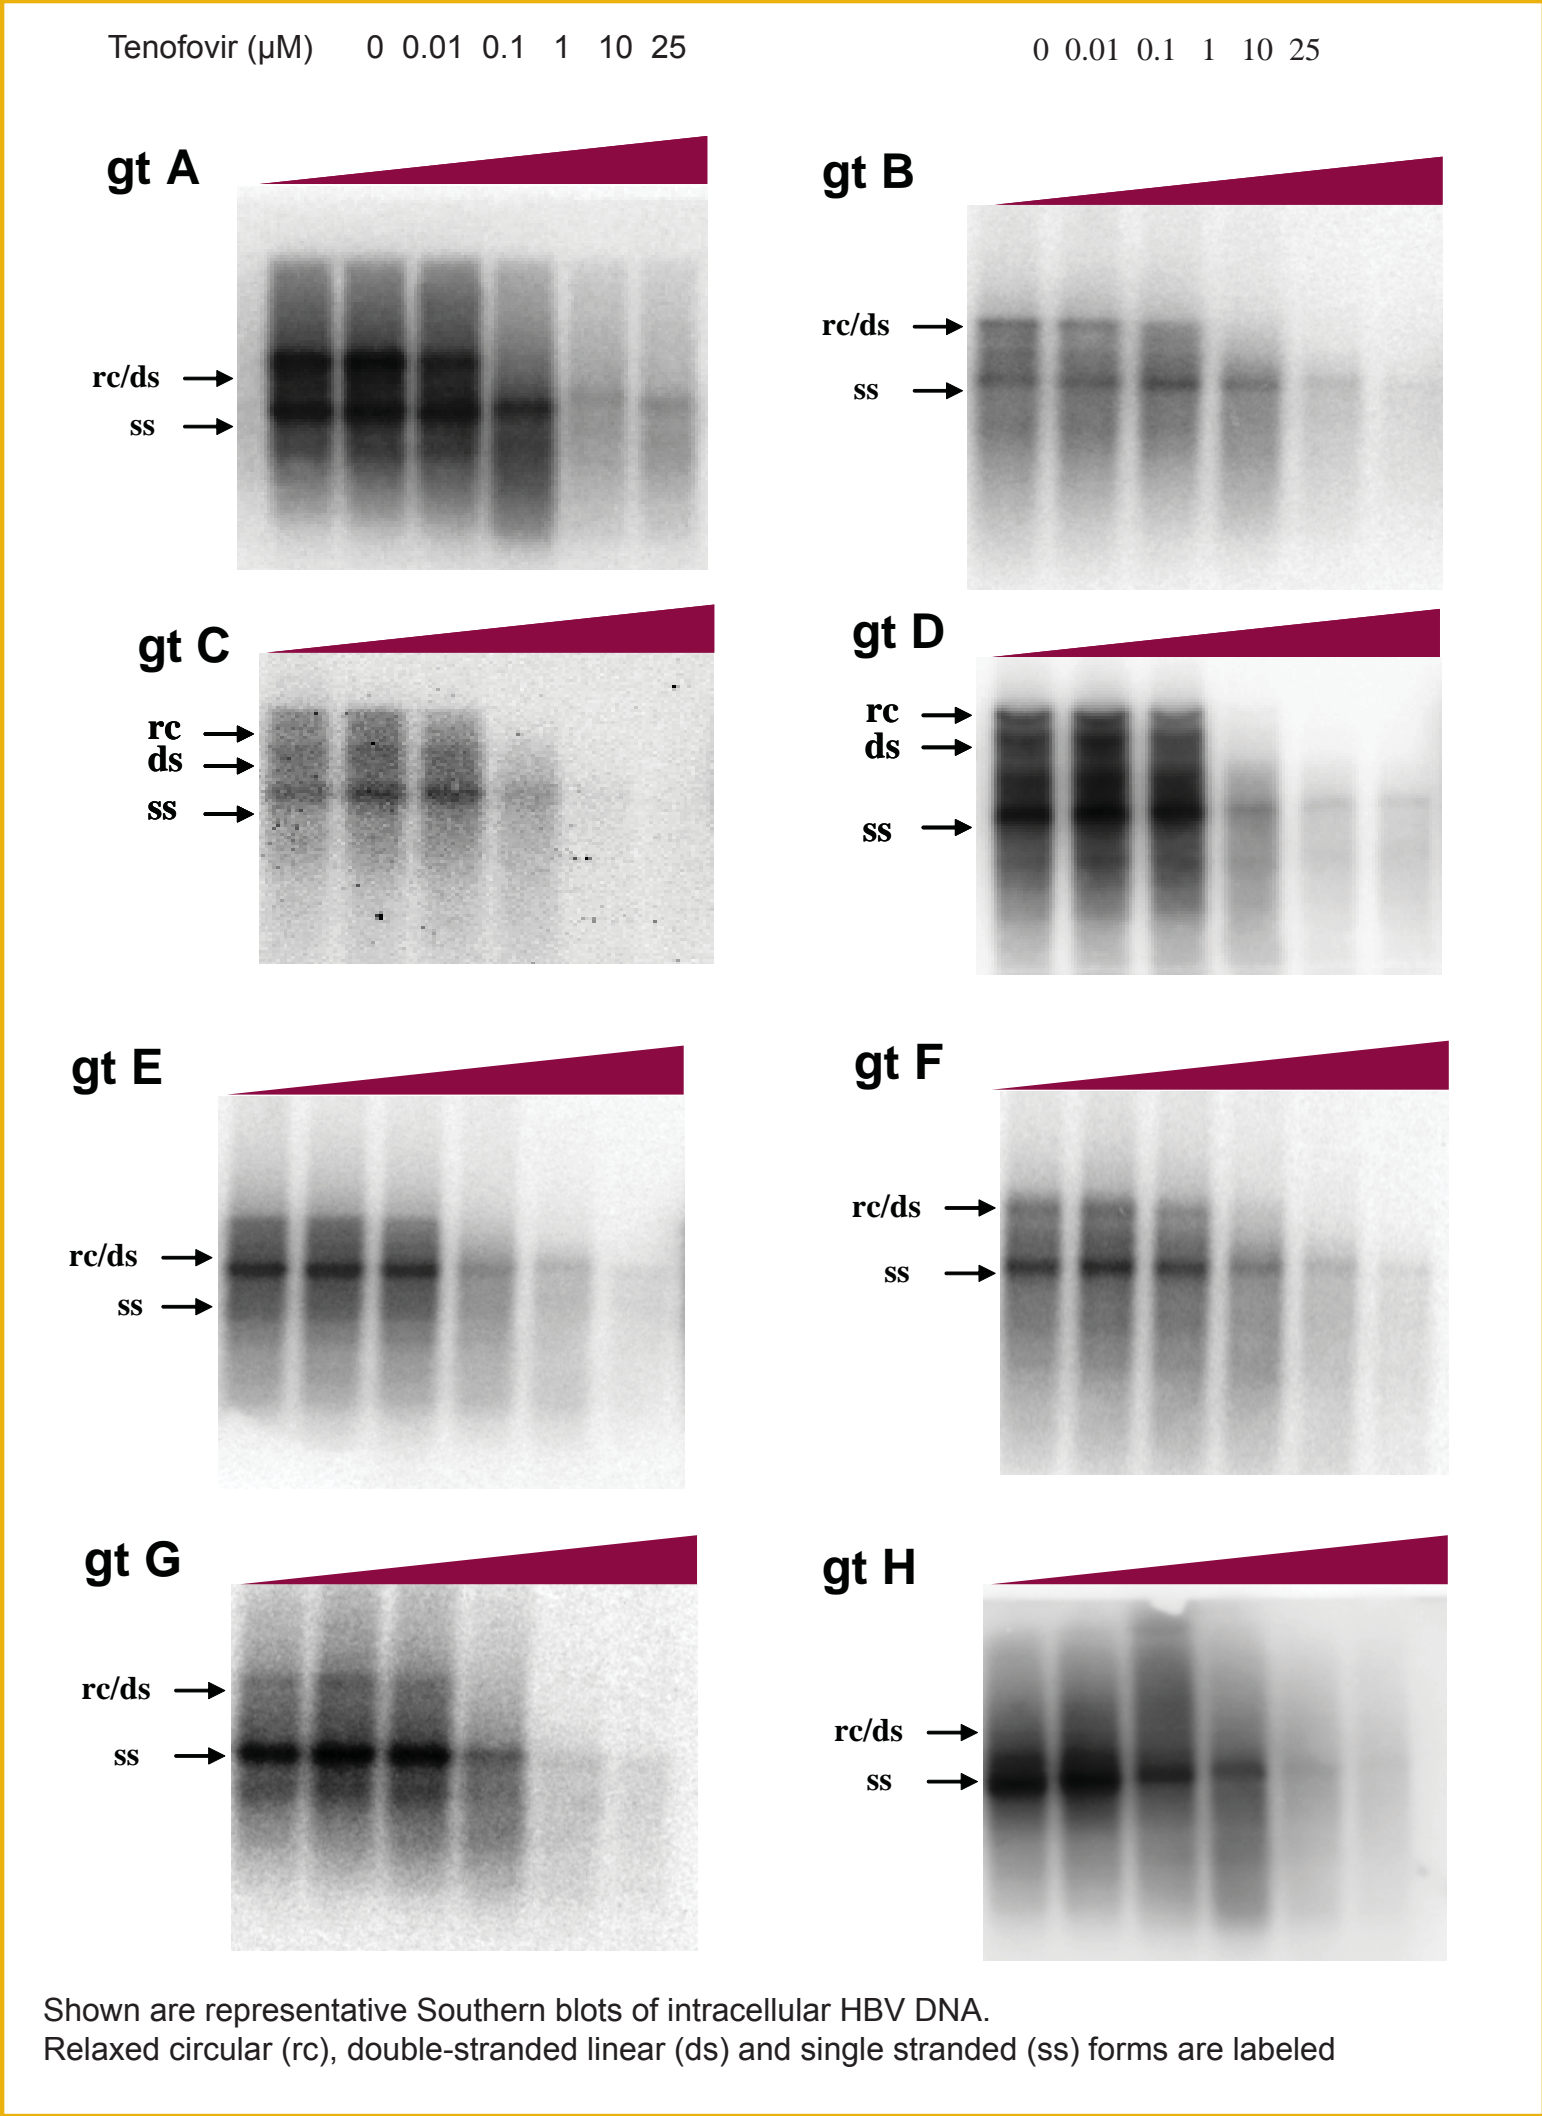 Tenofovir (µM) 0 0.01 0.1 1 10 25
0 0.01 0.1 1 10 25
gt A
rc/ds
ss
gt B
rc/ds
ss
gt C
rc
ds
ss
gt D
rc
ds
ss
gt E
rc/ds
ss
gt F
rc/ds
ss
gt G
rc/ds
ss
gt H
rc/ds
ss
Shown are representative Southern blots of intracellular HBV DNA.
Relaxed circular (rc), double-stranded linear (ds) and single stranded (ss) forms are labeled